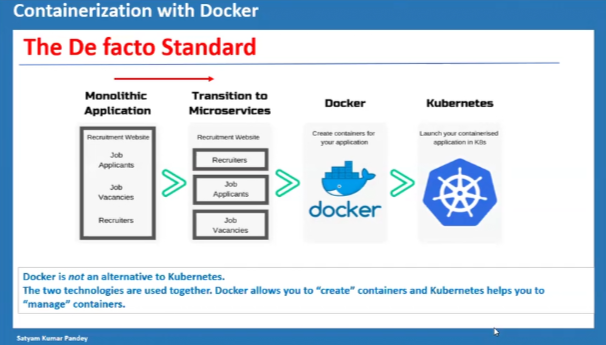 Containerization with Docker
The De facto Standard
Monolithic
Application
Recruitment Website
Job
Applicants
Job
Vacancies
Recruiters
Transition to
Microservices
Recruitment Website
Recruiters
Job
Applicants
Job
Vacancies
Docker
Create containers for
your application
docker
Kubernetes
Launch your containerised
application in K8s
Docker is not an alternative to Kubernetes.
The two technologies are used together. Docker allows you to “create” containers and Kubernetes helps you to
“manage” containers.
Satyam Kumar Pandey